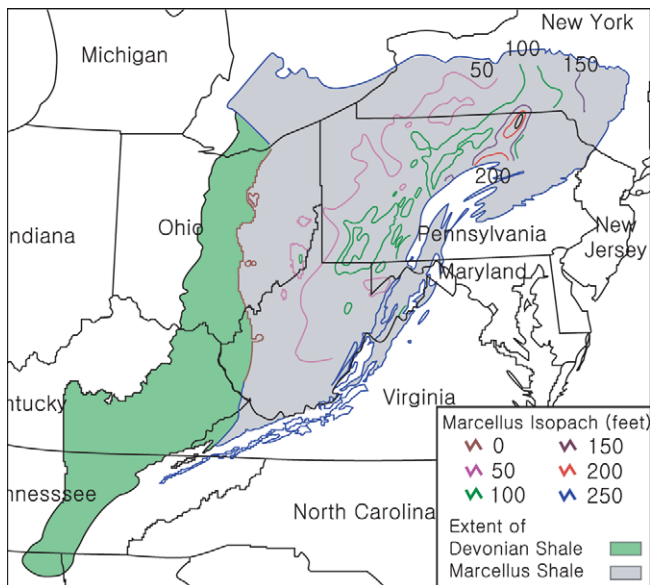 New York
Michigan
100
50
150
200
Ohio
ndiana
Pennsylvania
New
Jersey
Maryland
Virginia
entucky
nnesssee
North Carolina
Marcellus Isopach (feet)
0
150
50
200
100
250
Extent of
Devonian Shale
Marcellus Shale